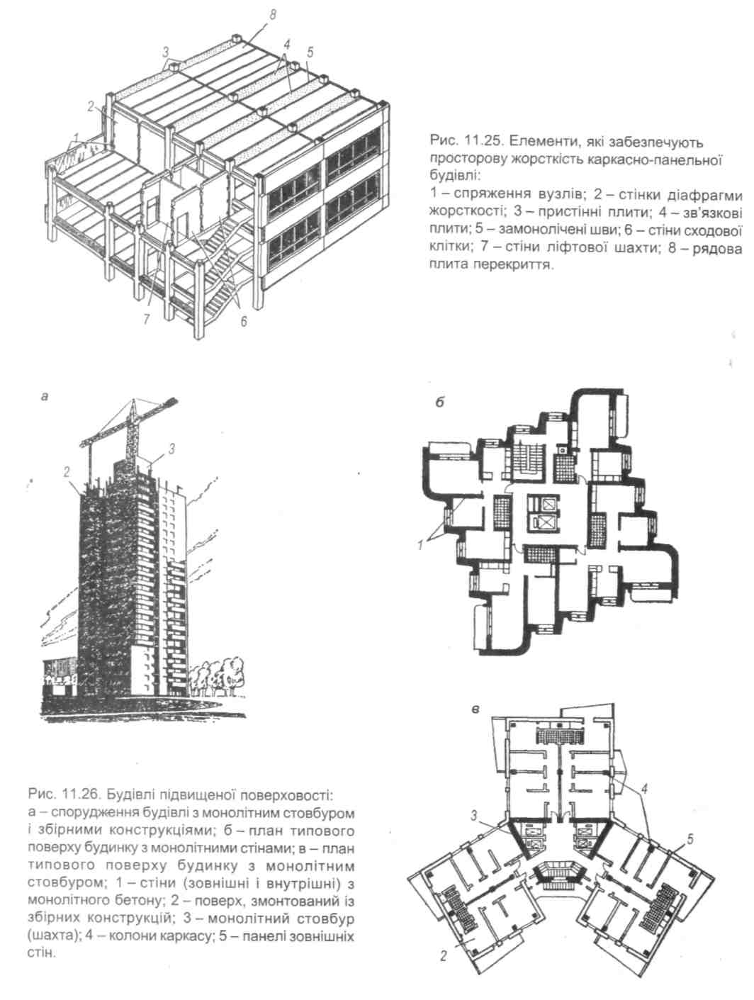 8
3
4
5
2
1
7
6
Рис. 11.25. Елементи, які забезпечують
просторову жорсткість каркасно-панельної
будівлі:
1 – спряження вузлів; 2 – стінки діафрагми
жорсткості; 3 – пристінні плити; 4 – зв'язкові
плити; 5 – замонолічені шви; 6 – стіни сходової
клітки; 7 – стіни ліфтової шахти; 8 – рядова
плита перекриття.
а
3
2
б
1
в
4
3
5
2
Рис. 11.26. Будівлі підвищеної поверховості:
а – спорудження будівлі з монолітним стовбуром
і збірними конструкціями; б – план типового
поверху будинку з монолітними стінами; в – план
типового поверху будинку з монолітним
стовбуром; 1 – стіни (зовнішні і внутрішні) з
монолітного бетону; 2 – поверх, змонтований із
збірних конструкцій; 3 – монолітний стовбур
(шахта); 4 – колони каркасу; 5 – панелі зовнішніх
стін.